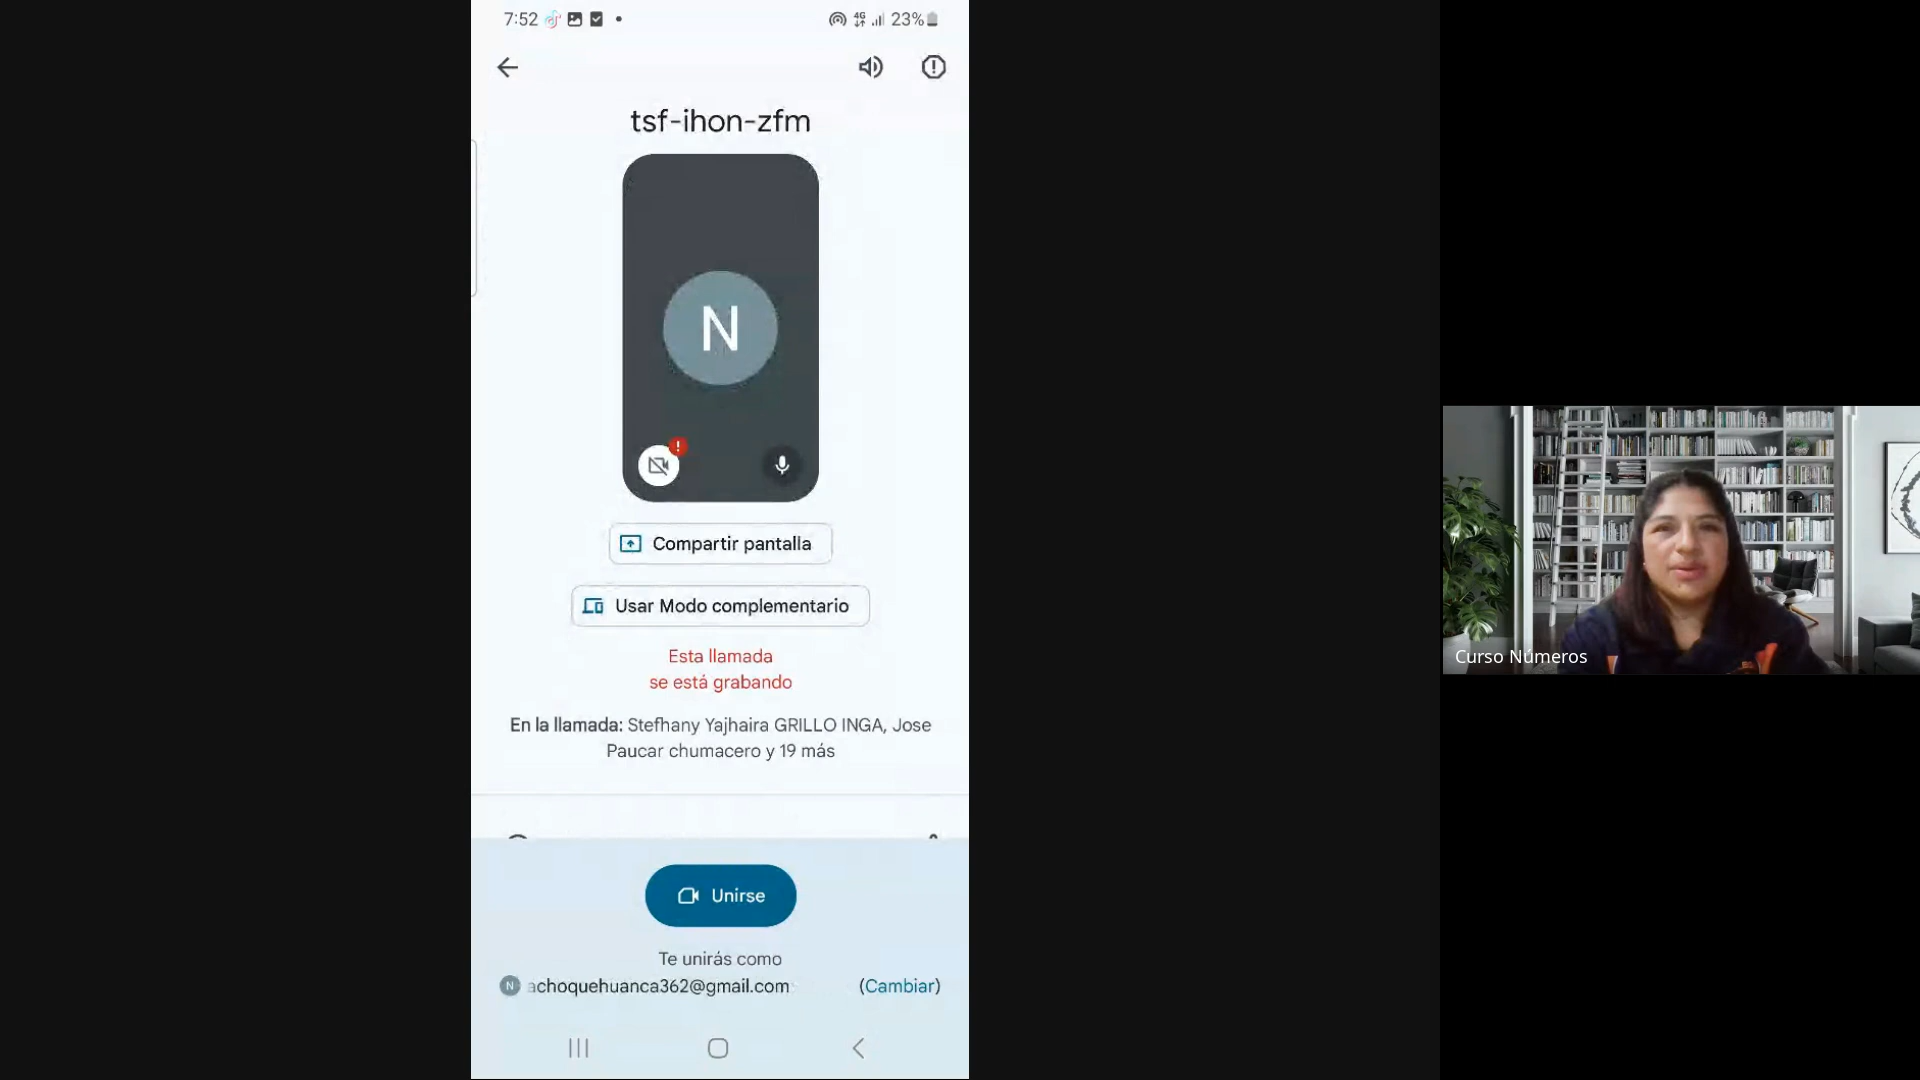 7:52
4G 23%
tsf-ihon-zfm
N
Compartir pantalla
Usar Modo complementario
Esta llamada
se está grabando
En la llamada: Stefhany Yajhaira GRILLO INGA, Jose
Paucar chumacero y 19 más
Unirse
Te unirás como
N achoquehuanca362@gmail.com (Cambiar)
Curso Números